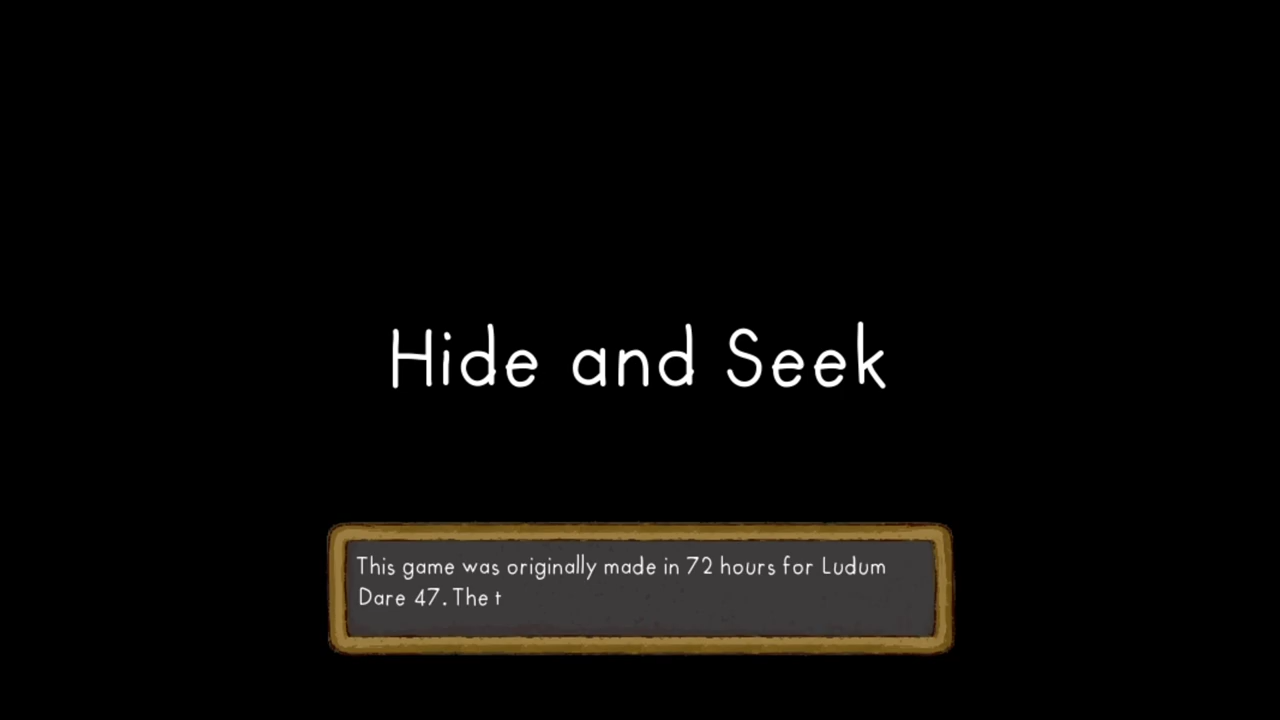 Hide and Seek
This game was originally made in 72 hours for Ludum
Dare 47. The t